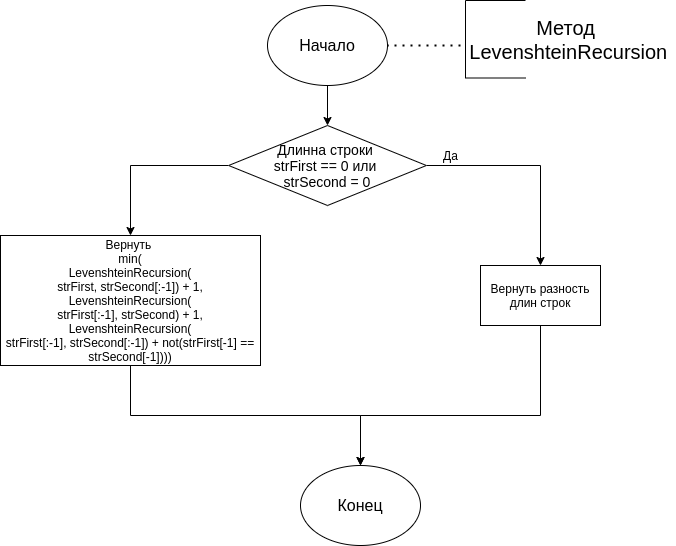 Начало
Метод
LevenshteinRecursion
Длинна строки
strFirst == 0 или
strSecond = 0
Да
Вернуть
min(
LevenshteinRecursion(
strFirst, strSecond[:-1]) + 1,
LevenshteinRecursion(
strFirst[:-1], strSecond) + 1,
LevenshteinRecursion(
strFirst[:-1], strSecond[:-1]) + not(strFirst[-1] ==
strSecond[-1])))
Вернуть разность
длин строк
Конец